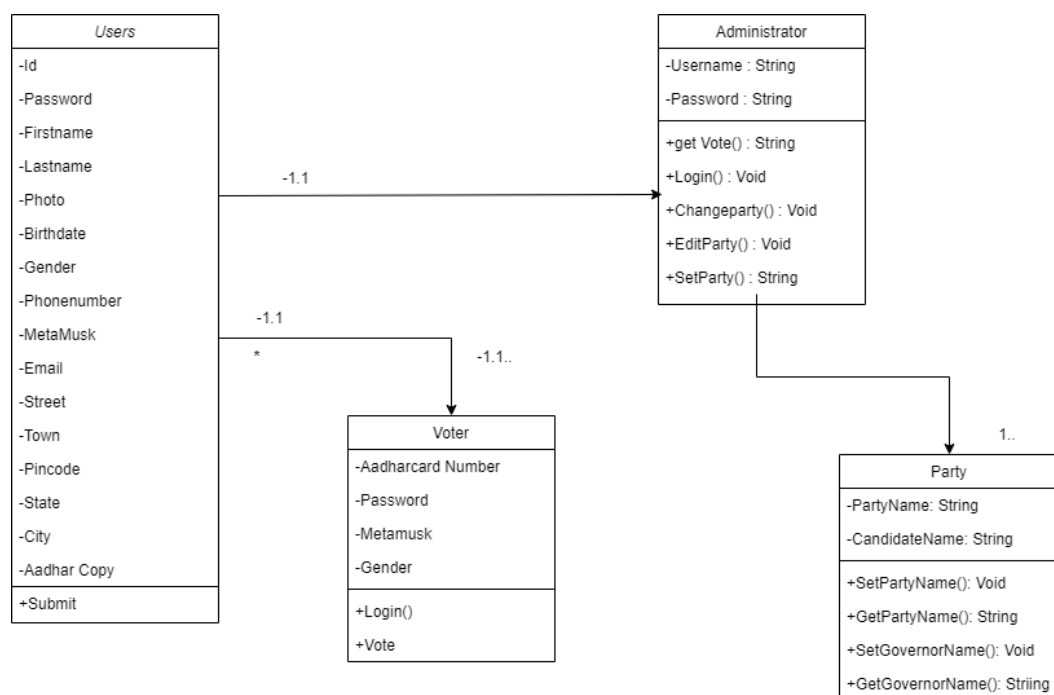 Users
-Id
-Password
-Firstname
-Lastname
-Photo
-Birthdate
-Gender
-Phonenumber
-MetaMusk
-Email
-Street
-Town
-Pincode
-State
-City
-Aadhar Copy
+Submit
-1.1
-1.1
*
-1.1..
Administrator
-Username : String
-Password : String
+get Vote() : String
+Login() : Void
+Changeparty() : Void
+EditParty() : Void
+SetParty() : String
Voter
-Aadharcard Number
-Password
-Metamusk
-Gender
+Login()
+Vote
1..
Party
-PartyName: String
-CandidateName: String
+SetPartyName(): Void
+GetPartyName(): String
+SetGovernorName(): Void
+GetGovernorName(): Striing